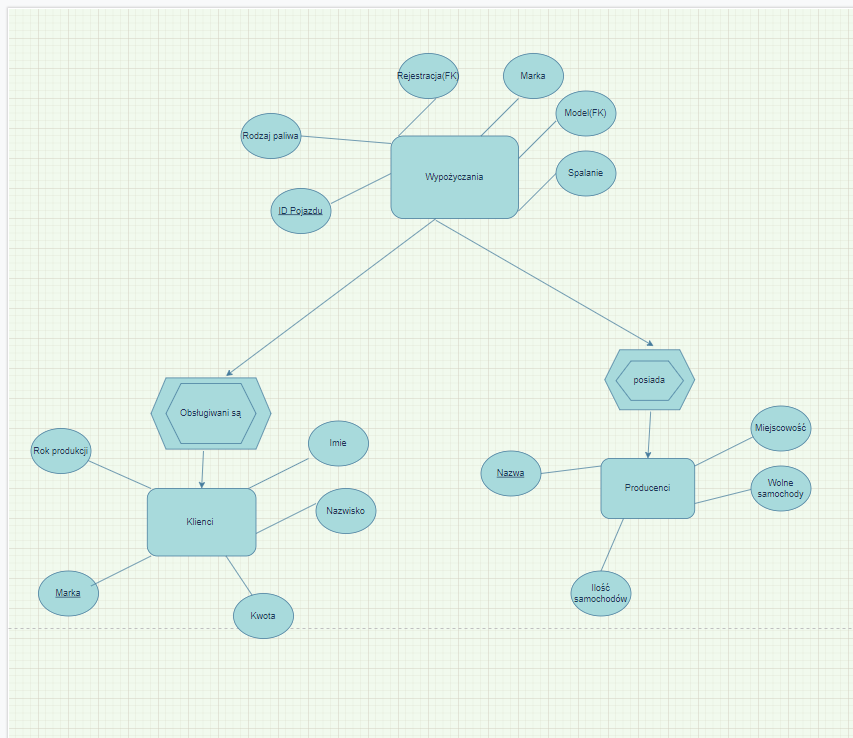 Rejestracja(FK)
Marka
Model(FK)
Rodzaj paliwa
Wypożyczania
Spalanie
ID Pojazdu
posiada
Obsługiwani są
Miejscowość
Imie
Rok produkcji
Nazwa
Producenci
Wolne
samochody
Nazwisko
Klienci
Ilość
samochodów
Marka
Kwota